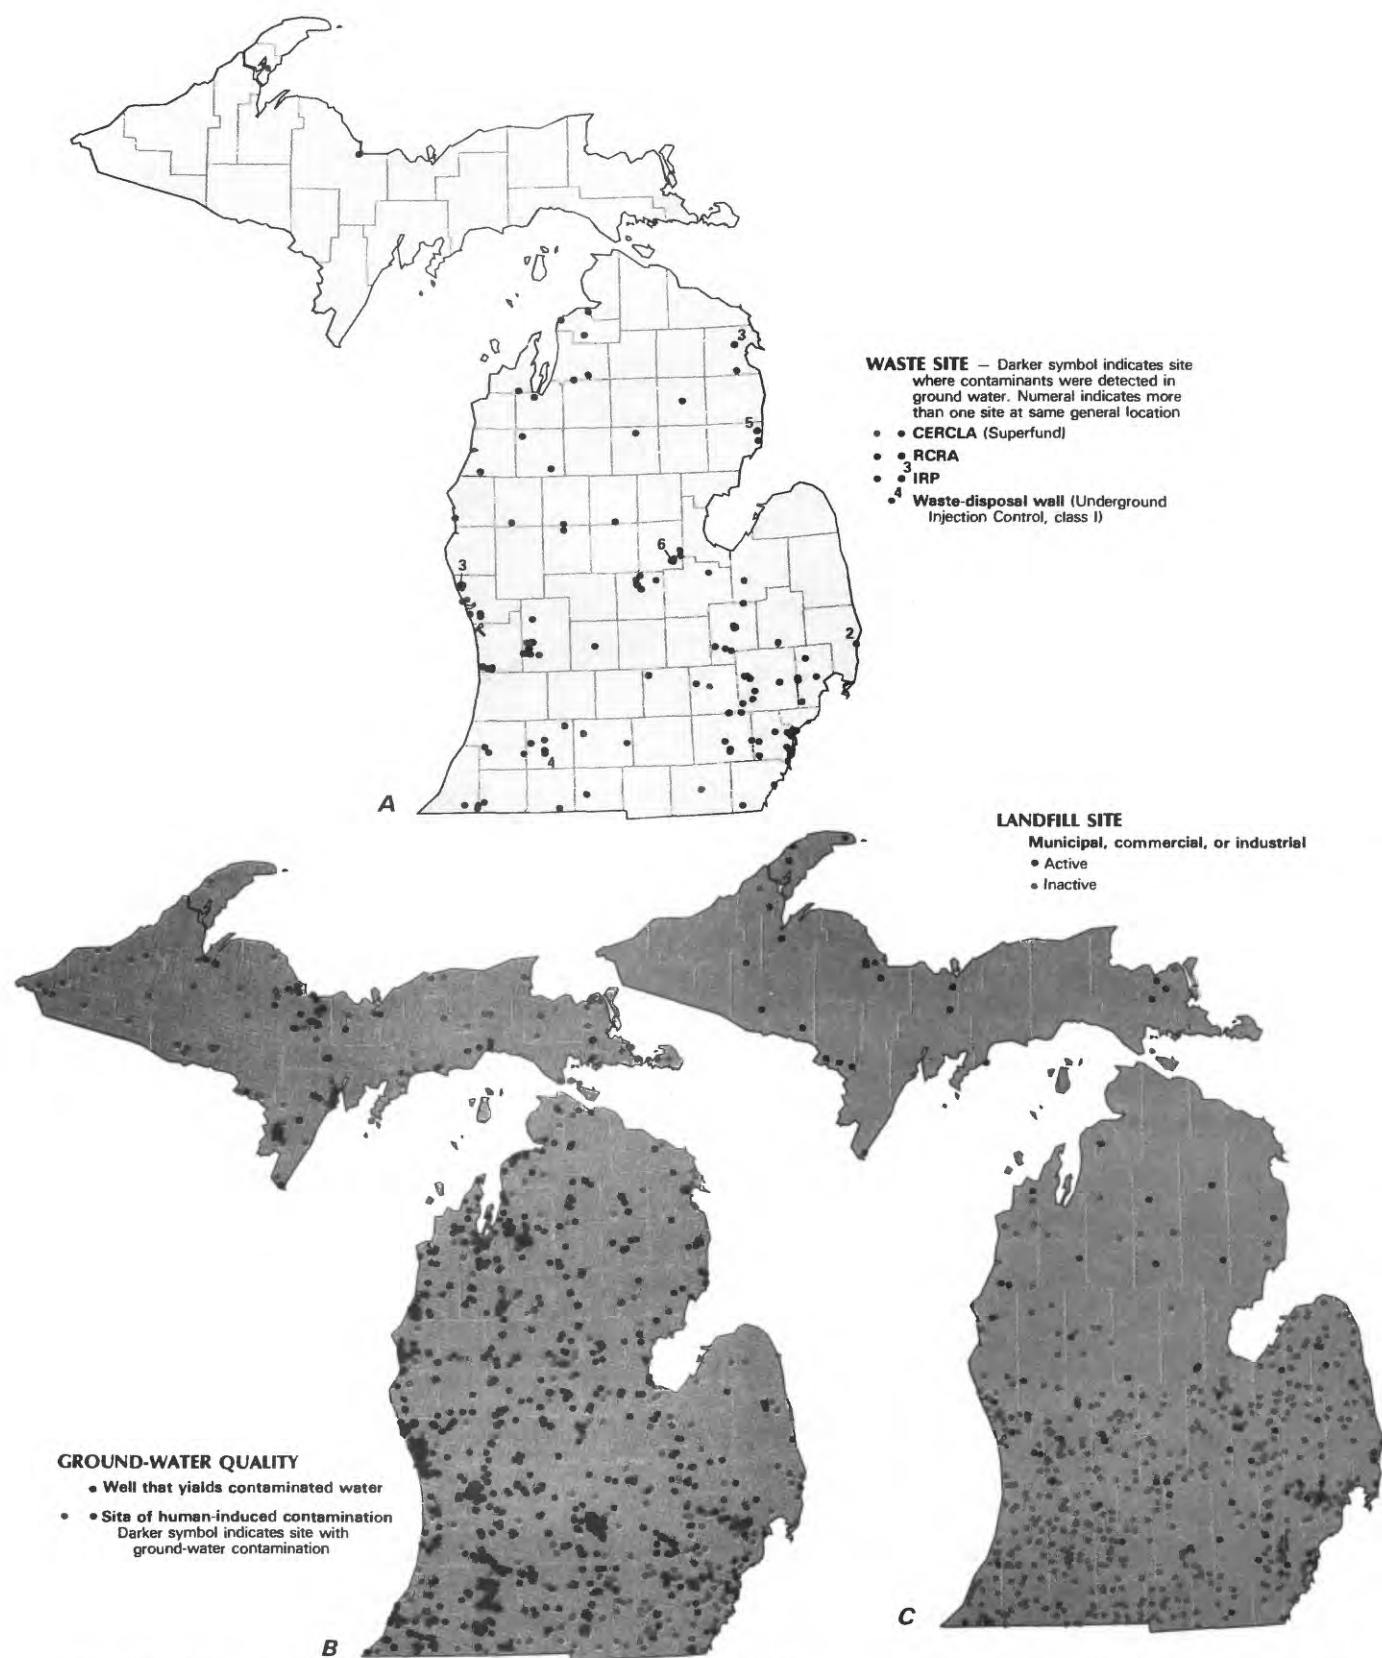 3
WASTE SITE — Darker symbol indicates site
where contaminants were detected in
ground water. Numeral indicates more
than one site at same general location
CERCLA (Superfund)
RCRA
3
IRP
4
Waste-disposal wall (Underground
Injection Control, class I)
5
6
3
2
4
A
LANDFILL SITE
Municipal, commercial, or industrial
Active
Inactive
GROUND-WATER QUALITY
Well that yialds contaminated water
Sita of human-induced contamination
Darker symbol indicates site with
ground-water contamination
B
C